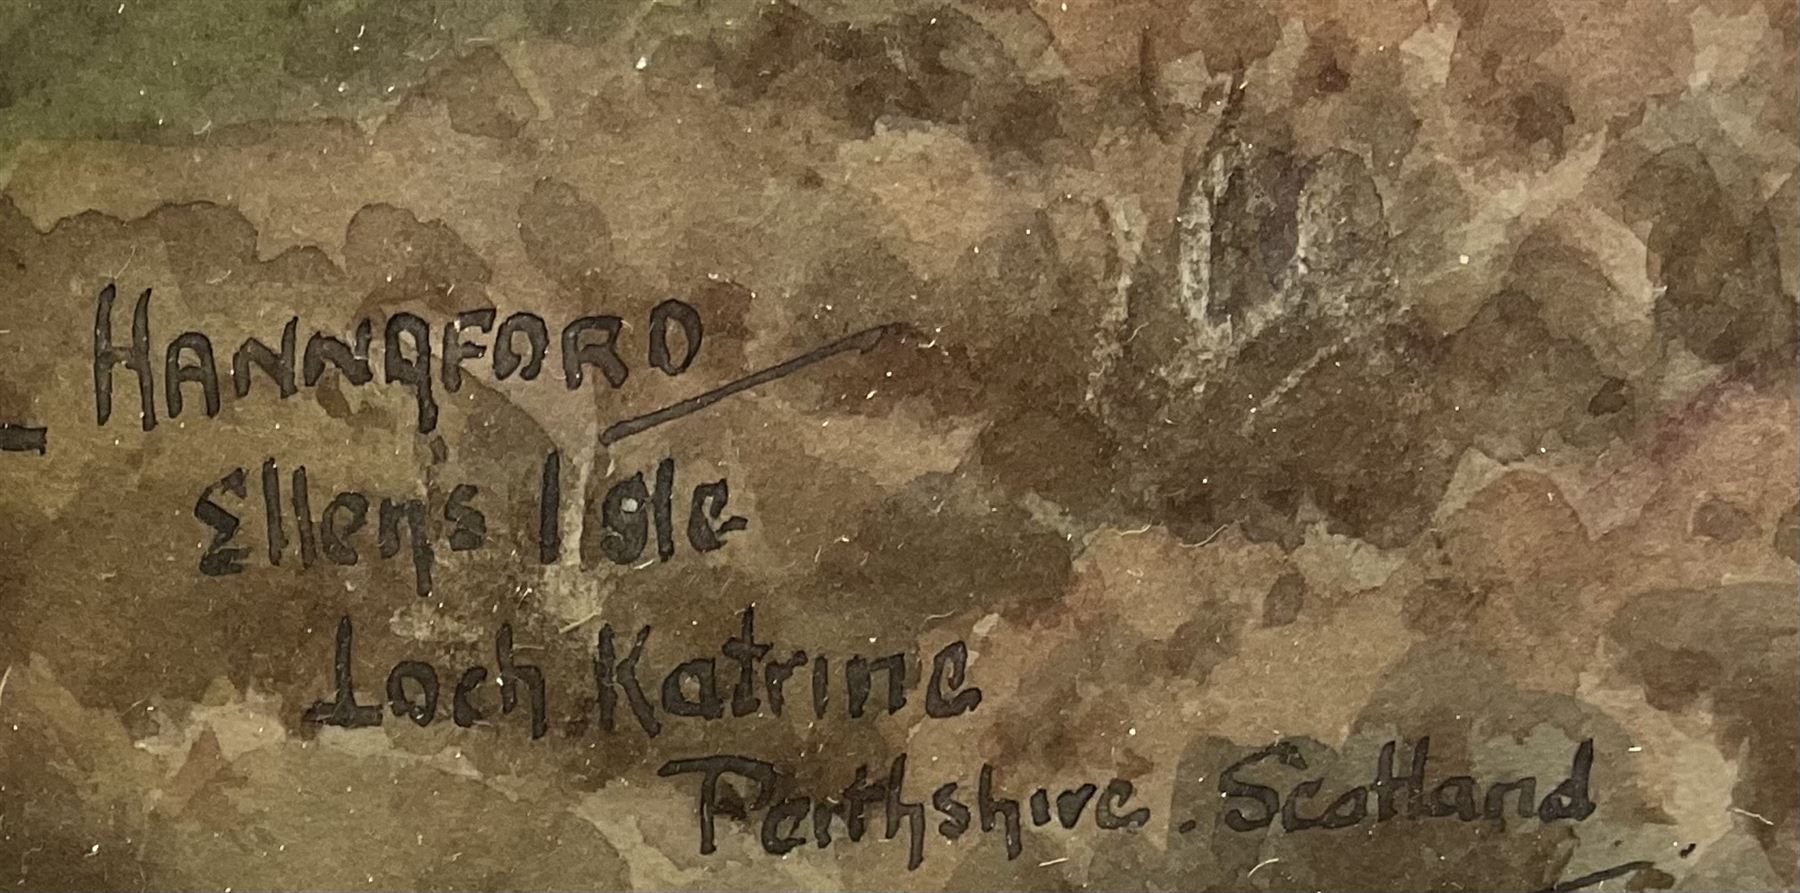 HANNAFORD
Ellen's Isle
Loch Katrine
Perthshire. Scotland